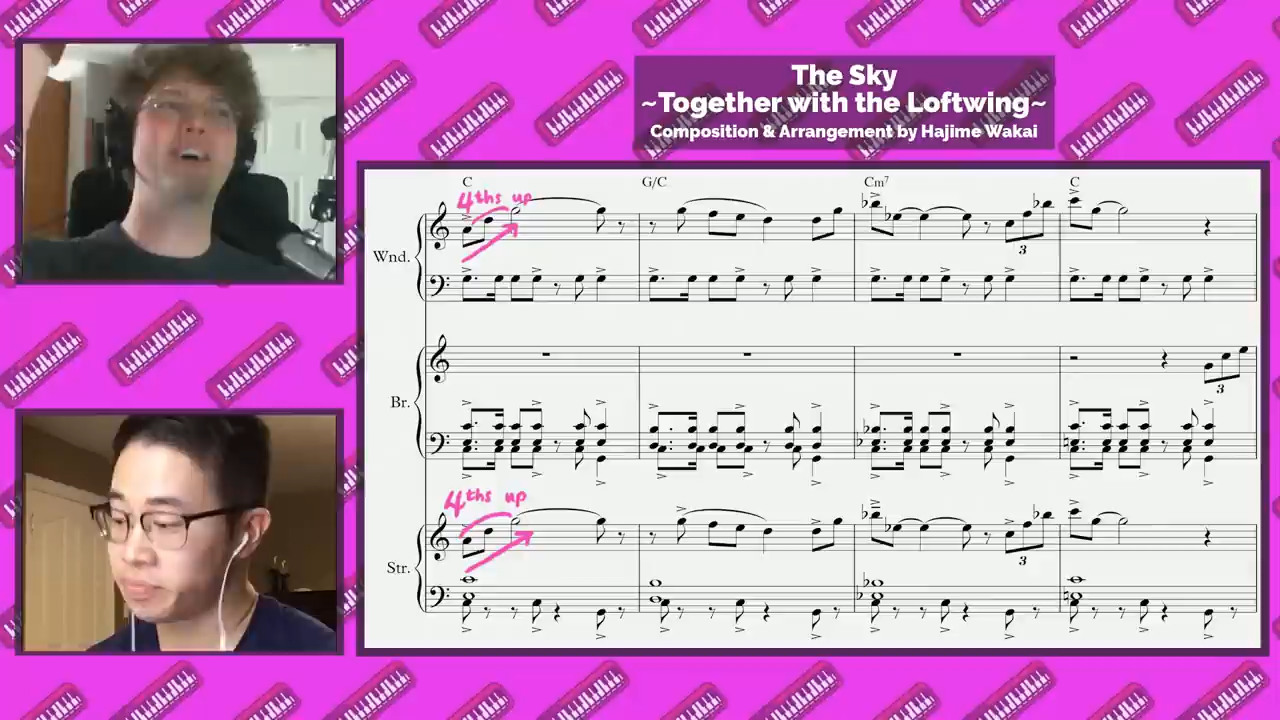 The Sky
~Together with the Loftwing~
Composition & Arrangement by Hajime Wakai
C G/C Cm7 C
4ths up
Wnd.
3
Br.
3
4ths up
Str.
3